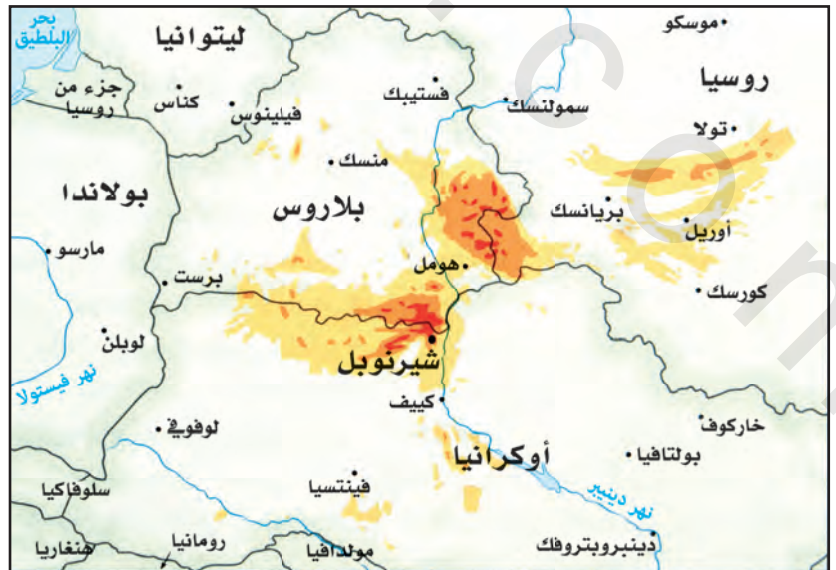 بحر
البلطيق
ليتوانيا
موسكو
روسيا
جزء من
روسيا
كناس
فيلينوس
فستيبك
سمولنسك
تولا
منسك
بولاندا
بلاروس
بريانسك
أوريل
مارسو
هومل
برست
كورسك
لوبلن
شيرنوبل
نهر فيستولا
كييف
لوفوفي
خاركوف
أوكرانيا
بولتافيا
فينتسيا
سلوفاكيا
نهر دينيبر
هنغاريا
رومانيا
مولدافيا
دينبروبتروفك
.com